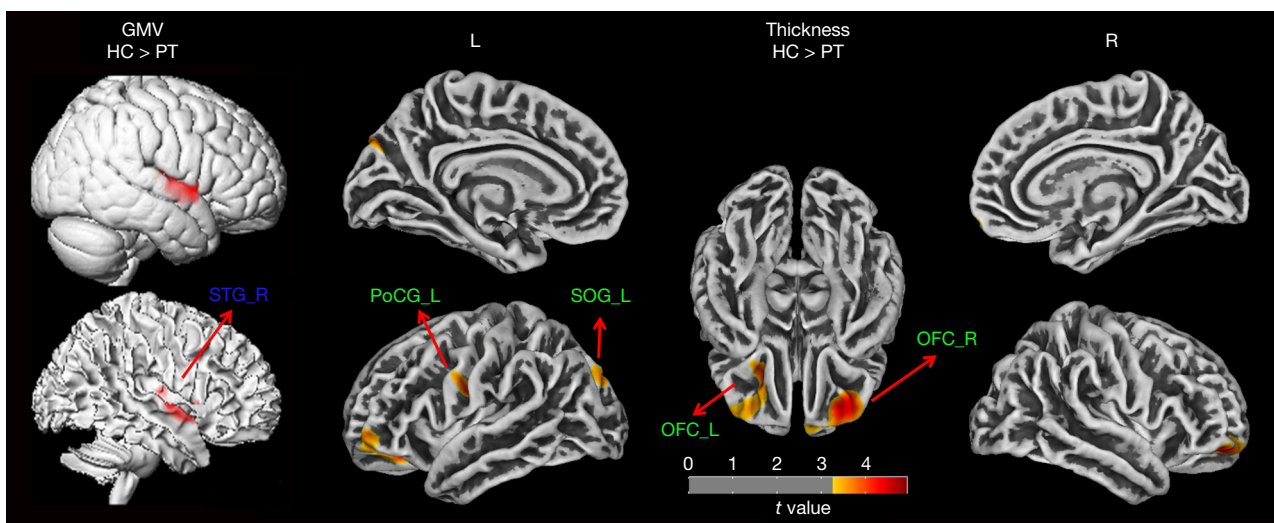 GMV
HC > PT
L
Thickness
HC > PT
R
STG_R
PoCG_L
SOG_L
OFC_R
OFC_L
0 1 2 3 4
t value